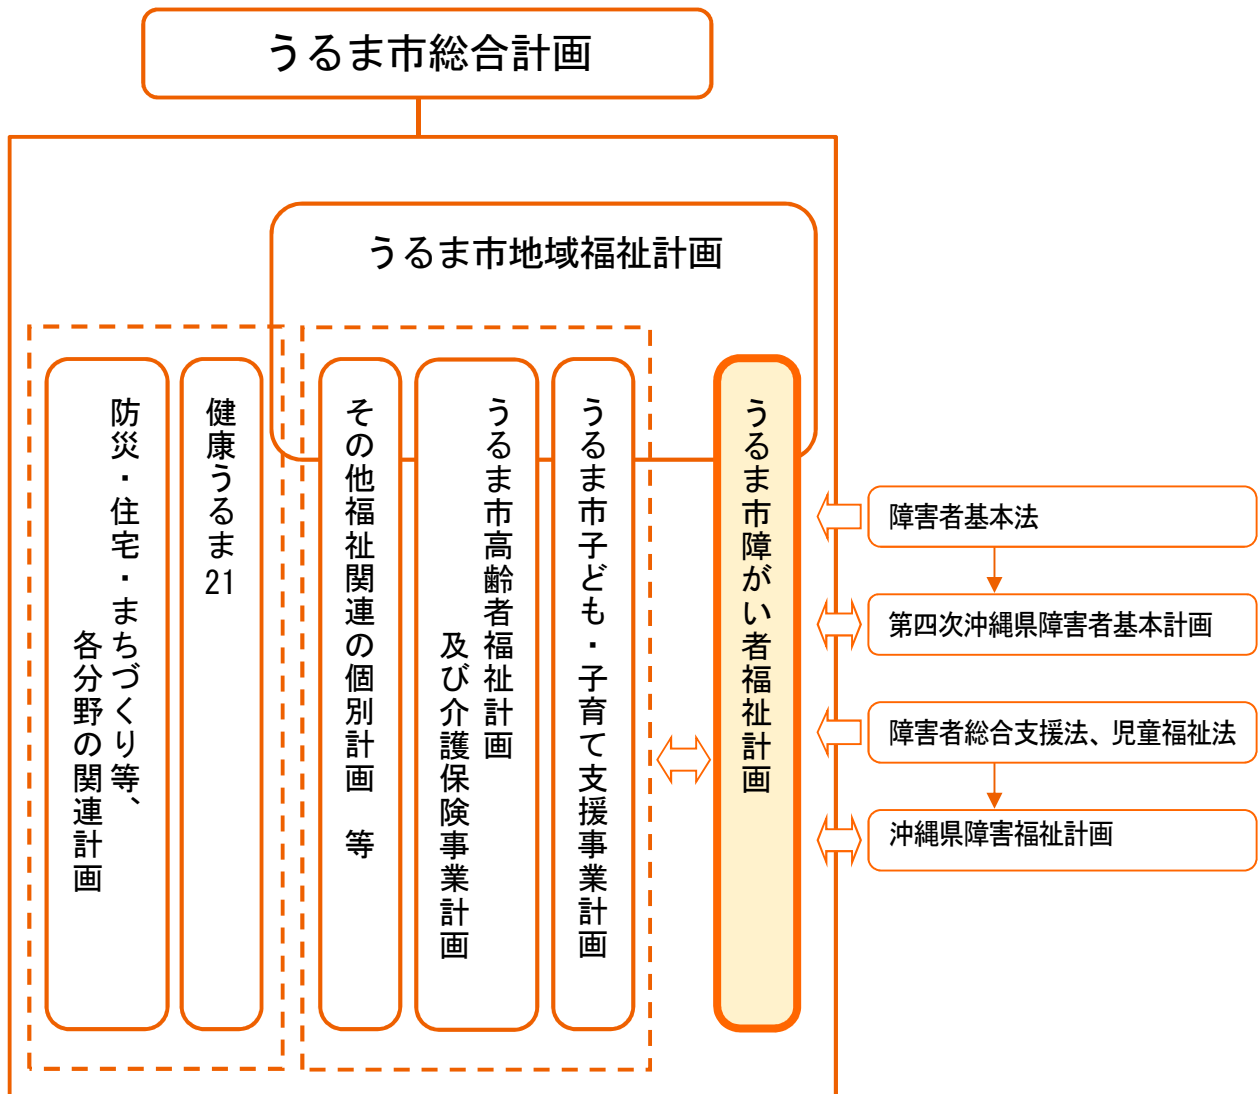 うるま市総合計画
うるま市地域福祉計画
防災・住宅・まちづくり等、
各分野の関連計画
健康うるま21
その他福祉関連の個別計画　等
うるま市高齢者福祉計画
及び介護保険事業計画
うるま市子ども・子育て支援事業計画
うるま市障がい者福祉計画
障害者基本法
第四次沖縄県障害者基本計画
障害者総合支援法、児童福祉法
沖縄県障害福祉計画